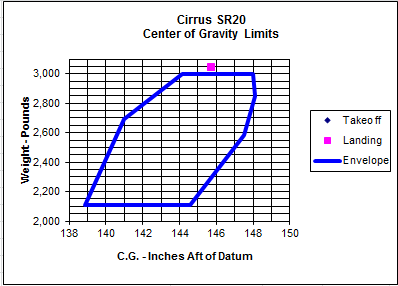 Cirrus SR20
Center of Gravity Limits
Weight - Pounds
3,000
2,800
2,600
2,400
2,200
2,000
138 140 142 144 146 148 150
C.G. - Inches Aft of Datum
Takeoff
Landing
Envelope